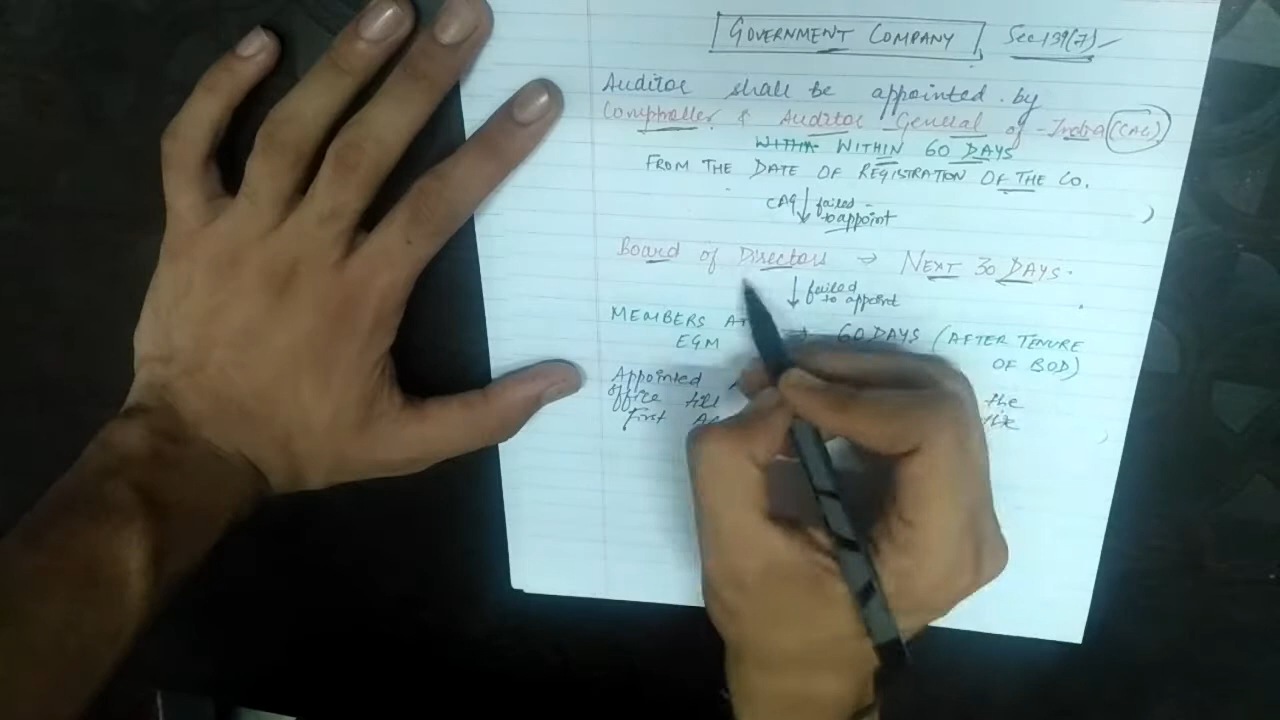 GOVERNMENT COMPANY Sec 139(7)
Auditor shall be appointed by
Comptroller & Auditor General of India (CAG)
WITHIN 60 DAYS
FROM THE DATE OF REGISTRATION OF THE CO.
CAG failed to appoint
Board of Directors → NEXT 30 DAYS.
failed to appoint
MEMBERS AT → 60 DAYS (AFTER TENURE
EGM OF BOD)
Appointed
office till the
First the